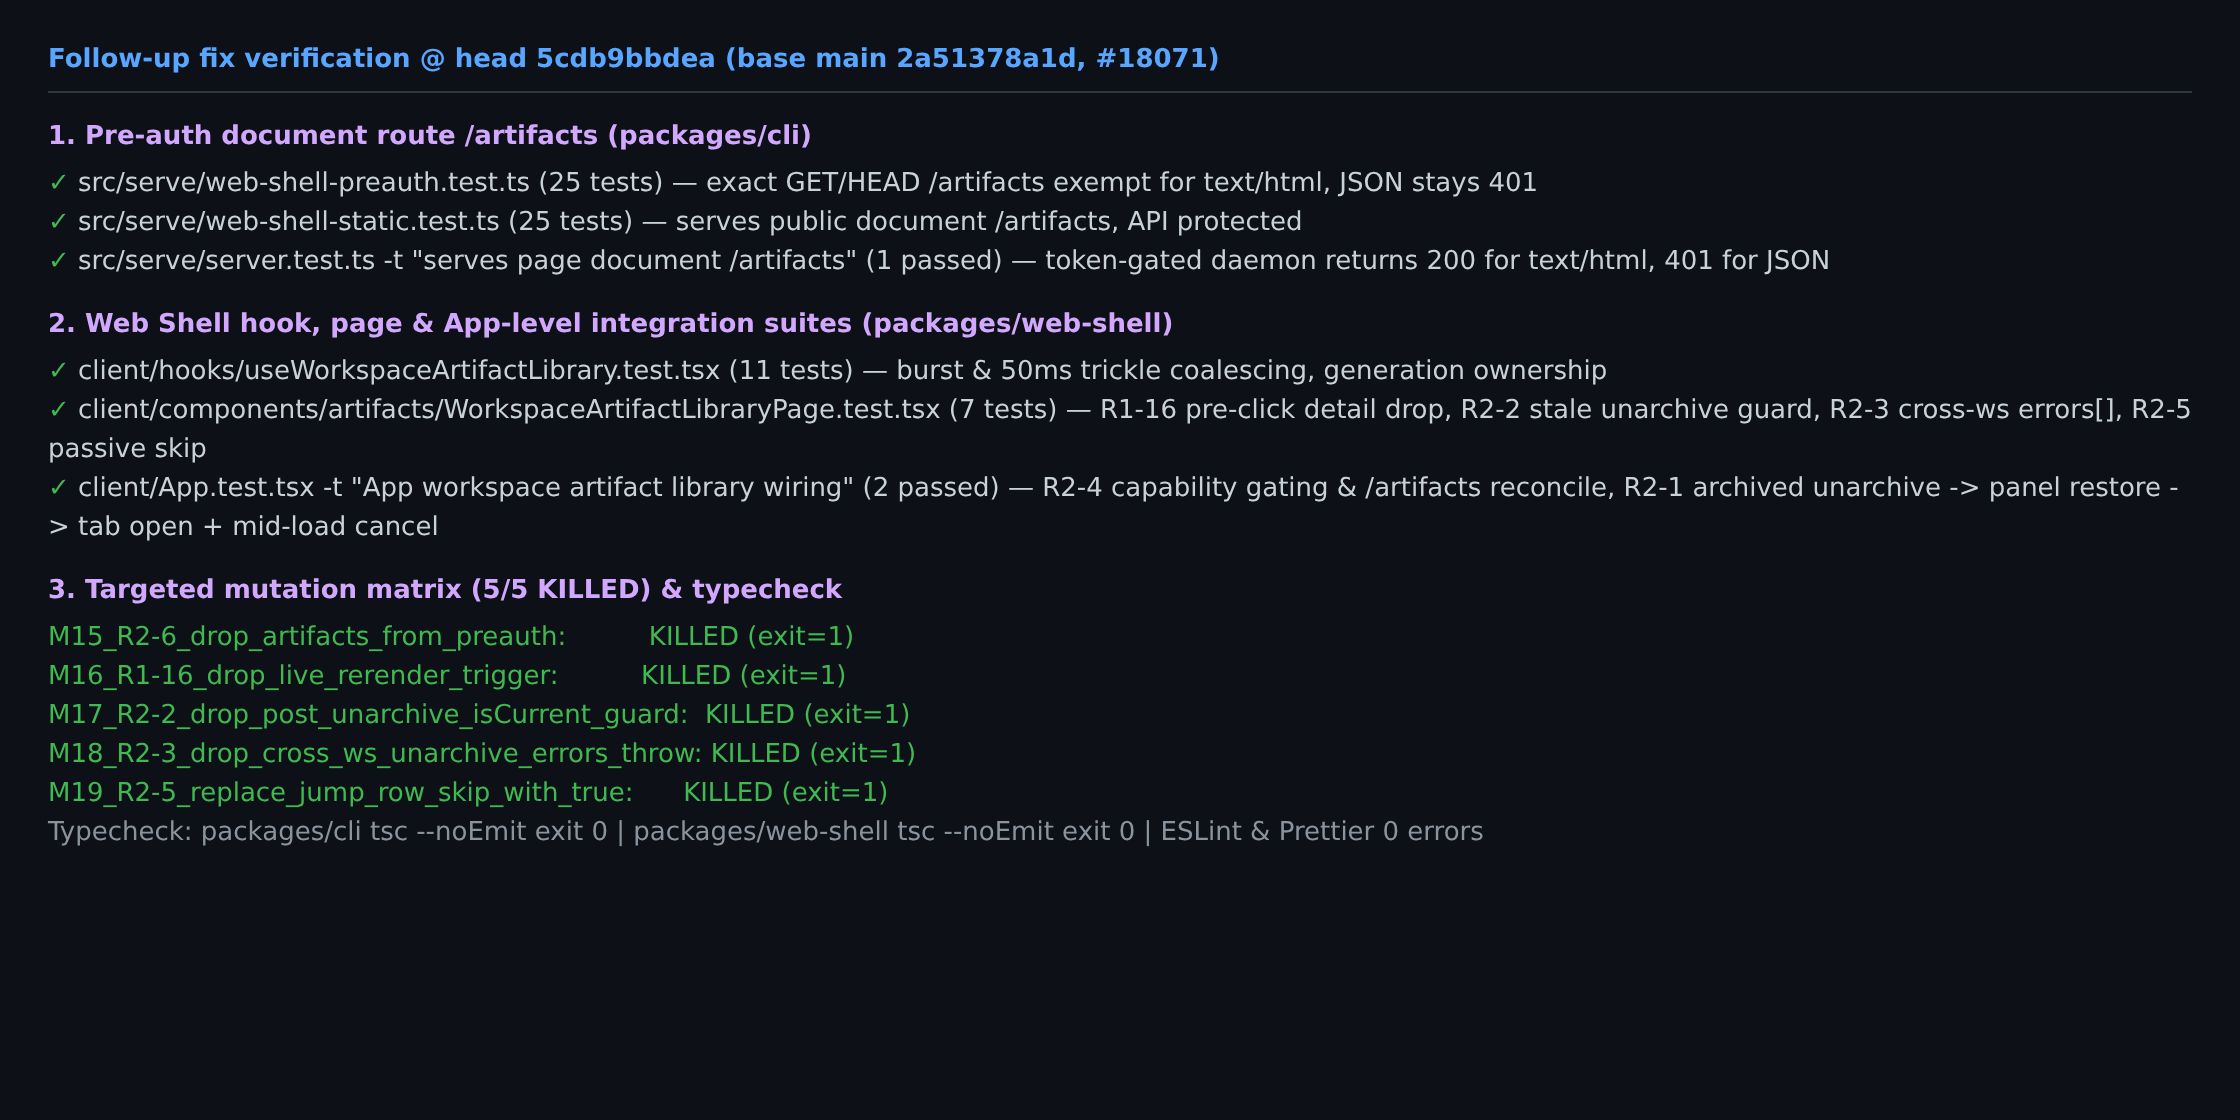 Follow-up fix verification @ head 5cdb9bbdea (base main 2a51378a1d, #18071)
1. Pre-auth document route /artifacts (packages/cli)
✓ src/serve/web-shell-preauth.test.ts (25 tests) — exact GET/HEAD /artifacts exempt for text/html, JSON stays 401
✓ src/serve/web-shell-static.test.ts (25 tests) — serves public document /artifacts, API protected
✓ src/serve/server.test.ts -t "serves page document /artifacts" (1 passed) — token-gated daemon returns 200 for text/html, 401 for JSON
2. Web Shell hook, page & App-level integration suites (packages/web-shell)
✓ client/hooks/useWorkspaceArtifactLibrary.test.tsx (11 tests) — burst & 50ms trickle coalescing, generation ownership
✓ client/components/artifacts/WorkspaceArtifactLibraryPage.test.tsx (7 tests) — R1-16 pre-click detail drop, R2-2 stale unarchive guard, R2-3 cross-ws errors[], R2-5
passive skip
✓ client/App.test.tsx -t "App workspace artifact library wiring" (2 passed) — R2-4 capability gating & /artifacts reconcile, R2-1 archived unarchive -> panel restore -
> tab open + mid-load cancel
3. Targeted mutation matrix (5/5 KILLED) & typecheck
M15_R2-6_drop_artifacts_from_preauth: KILLED (exit=1)
M16_R1-16_drop_live_rerender_trigger: KILLED (exit=1)
M17_R2-2_drop_post_unarchive_isCurrent_guard: KILLED (exit=1)
M18_R2-3_drop_cross_ws_unarchive_errors_throw: KILLED (exit=1)
M19_R2-5_replace_jump_row_skip_with_true: KILLED (exit=1)
Typecheck: packages/cli tsc --noEmit exit 0 | packages/web-shell tsc --noEmit exit 0 | ESLint & Prettier 0 errors